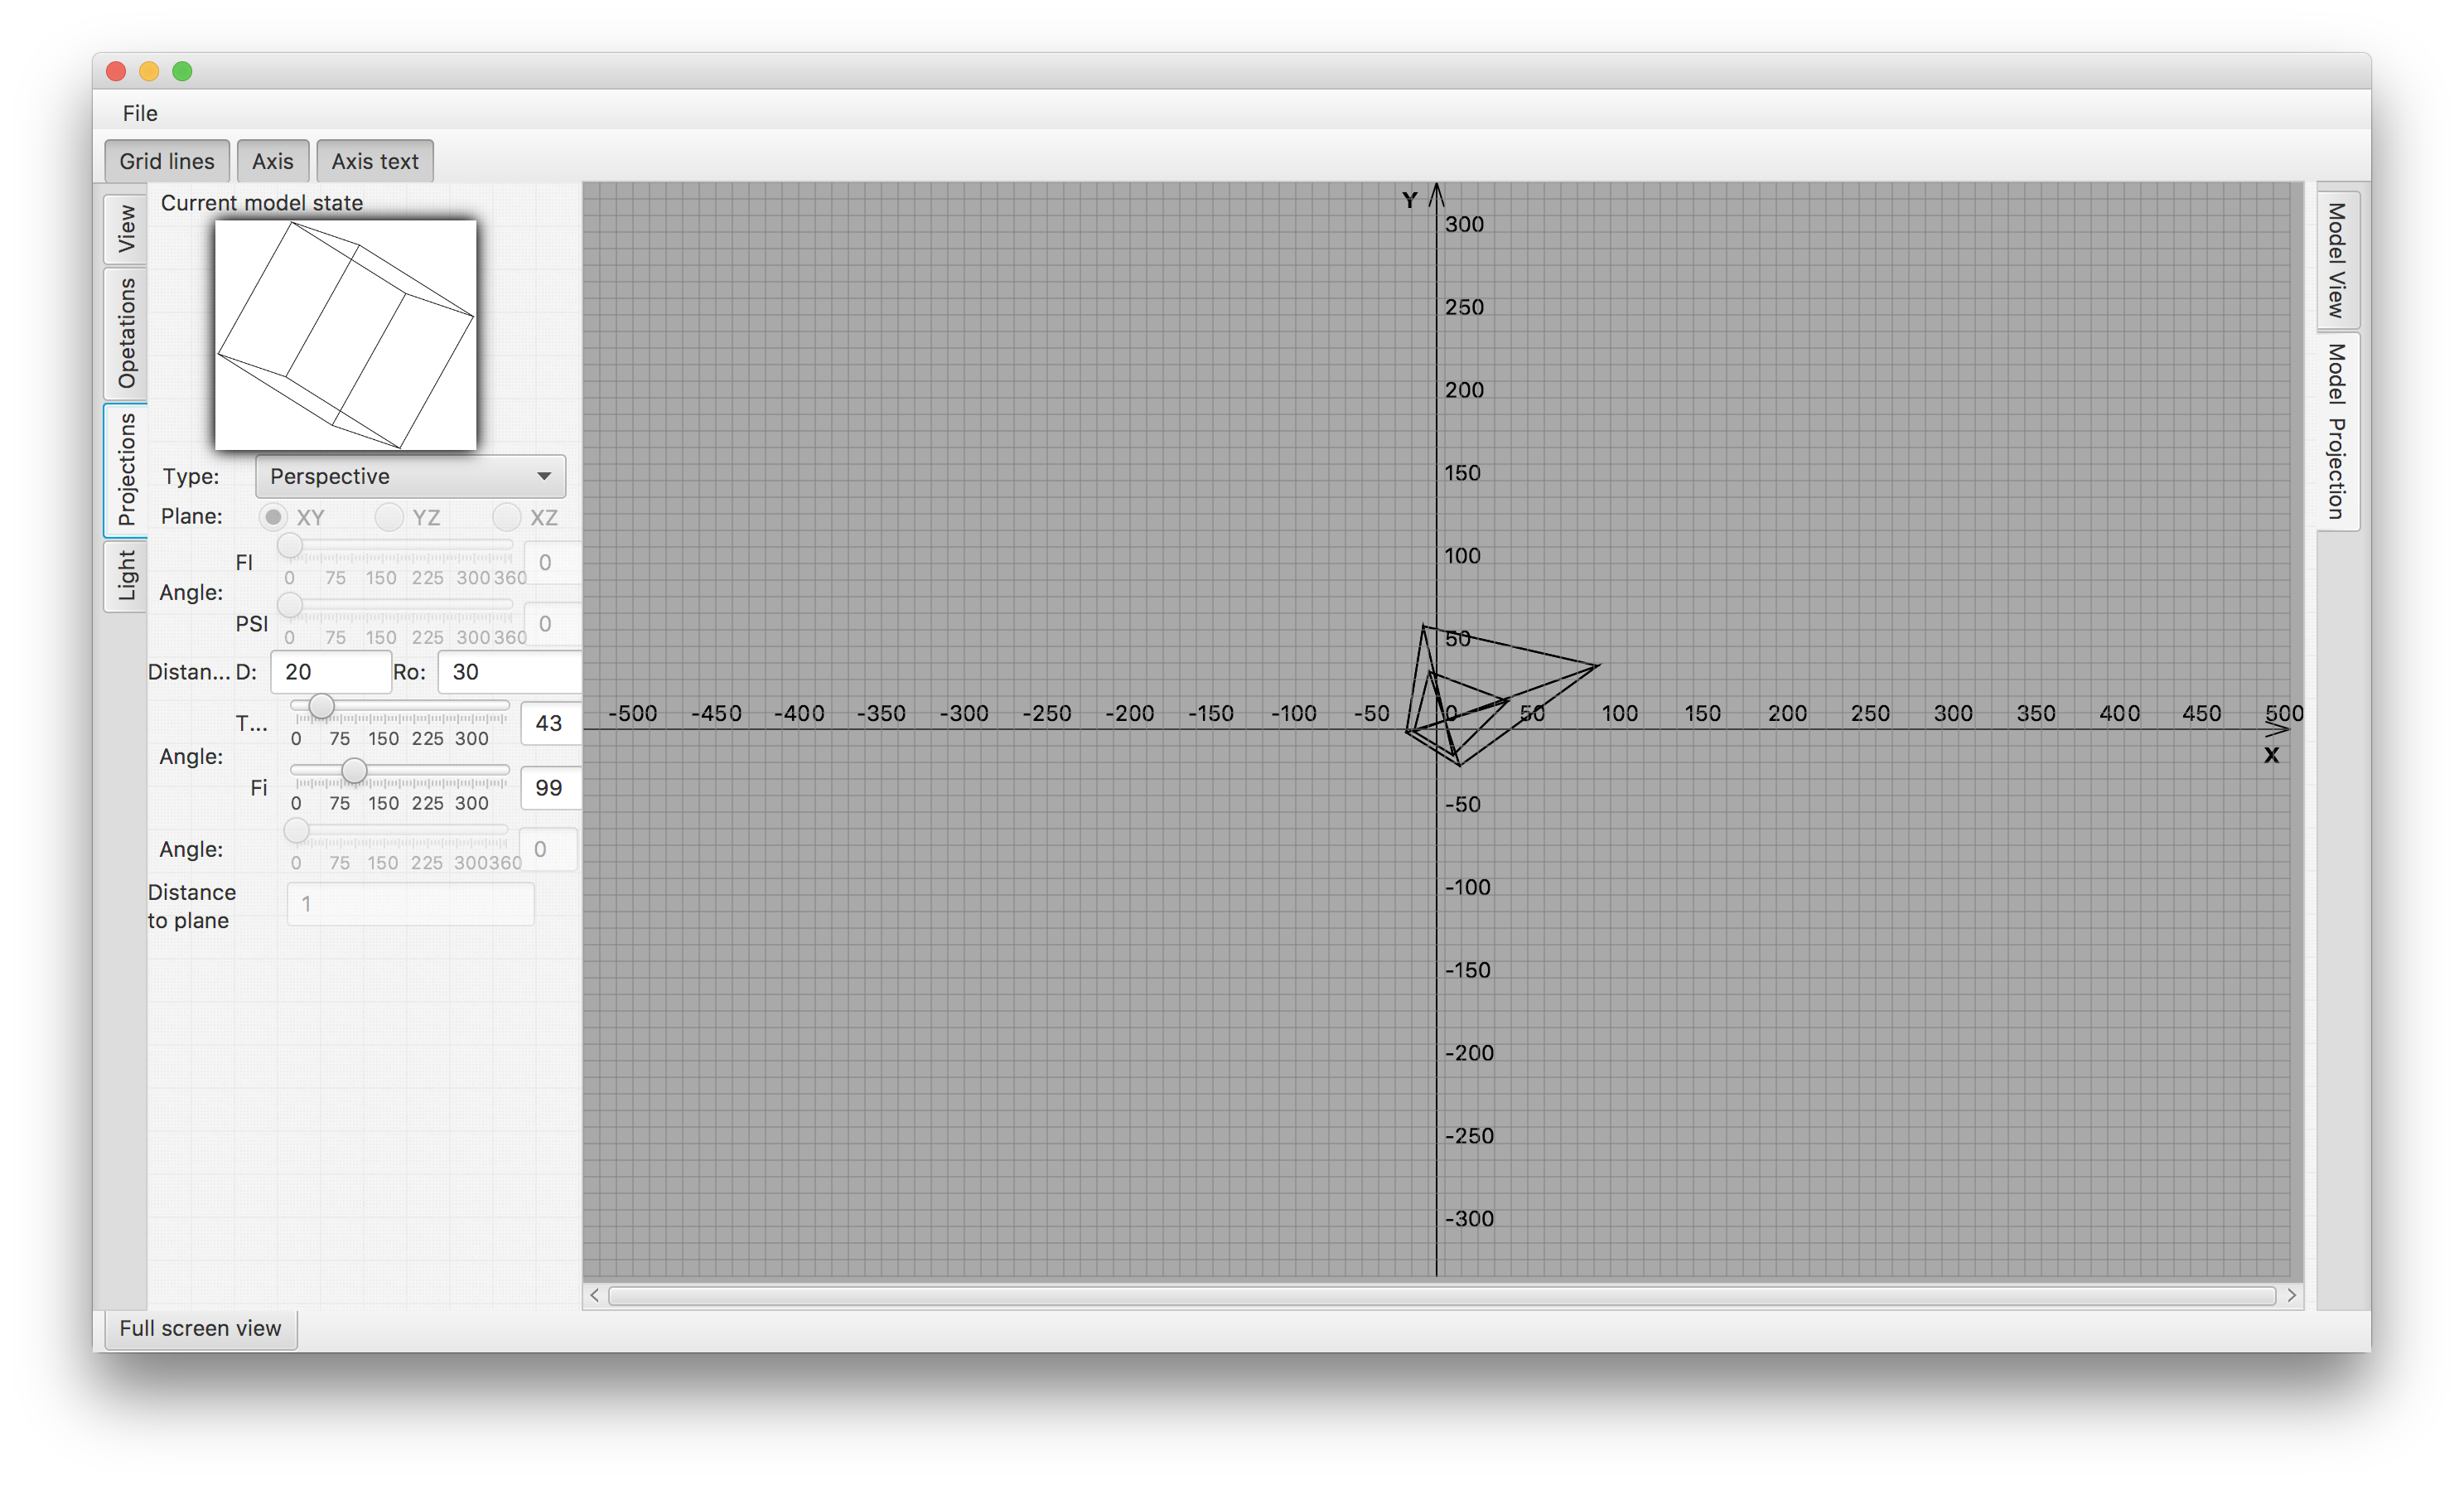 File
Grid lines Axis Axis text
View
Opetations
Projections
Light
Current model state
Type: Perspective
Plane: XY YZ XZ
Angle:
FI
0 75 150 225 300 360
0
PSI
0 75 150 225 300 360
0
Distan... D: 20 Ro: 30
Angle:
T...
0 75 150 225 300
43
Fi
0 75 150 225 300
99
Angle:
0 75 150 225 300 360
0
Distance
to plane
1
Y
300
250
200
150
100
50
-500 -450 -400 -350 -300 -250 -200 -150 -100 -50 0 50 100 150 200 250 300 350 400 450 500
X
-50
-100
-150
-200
-250
-300
Model View
Model Projection
Full screen view